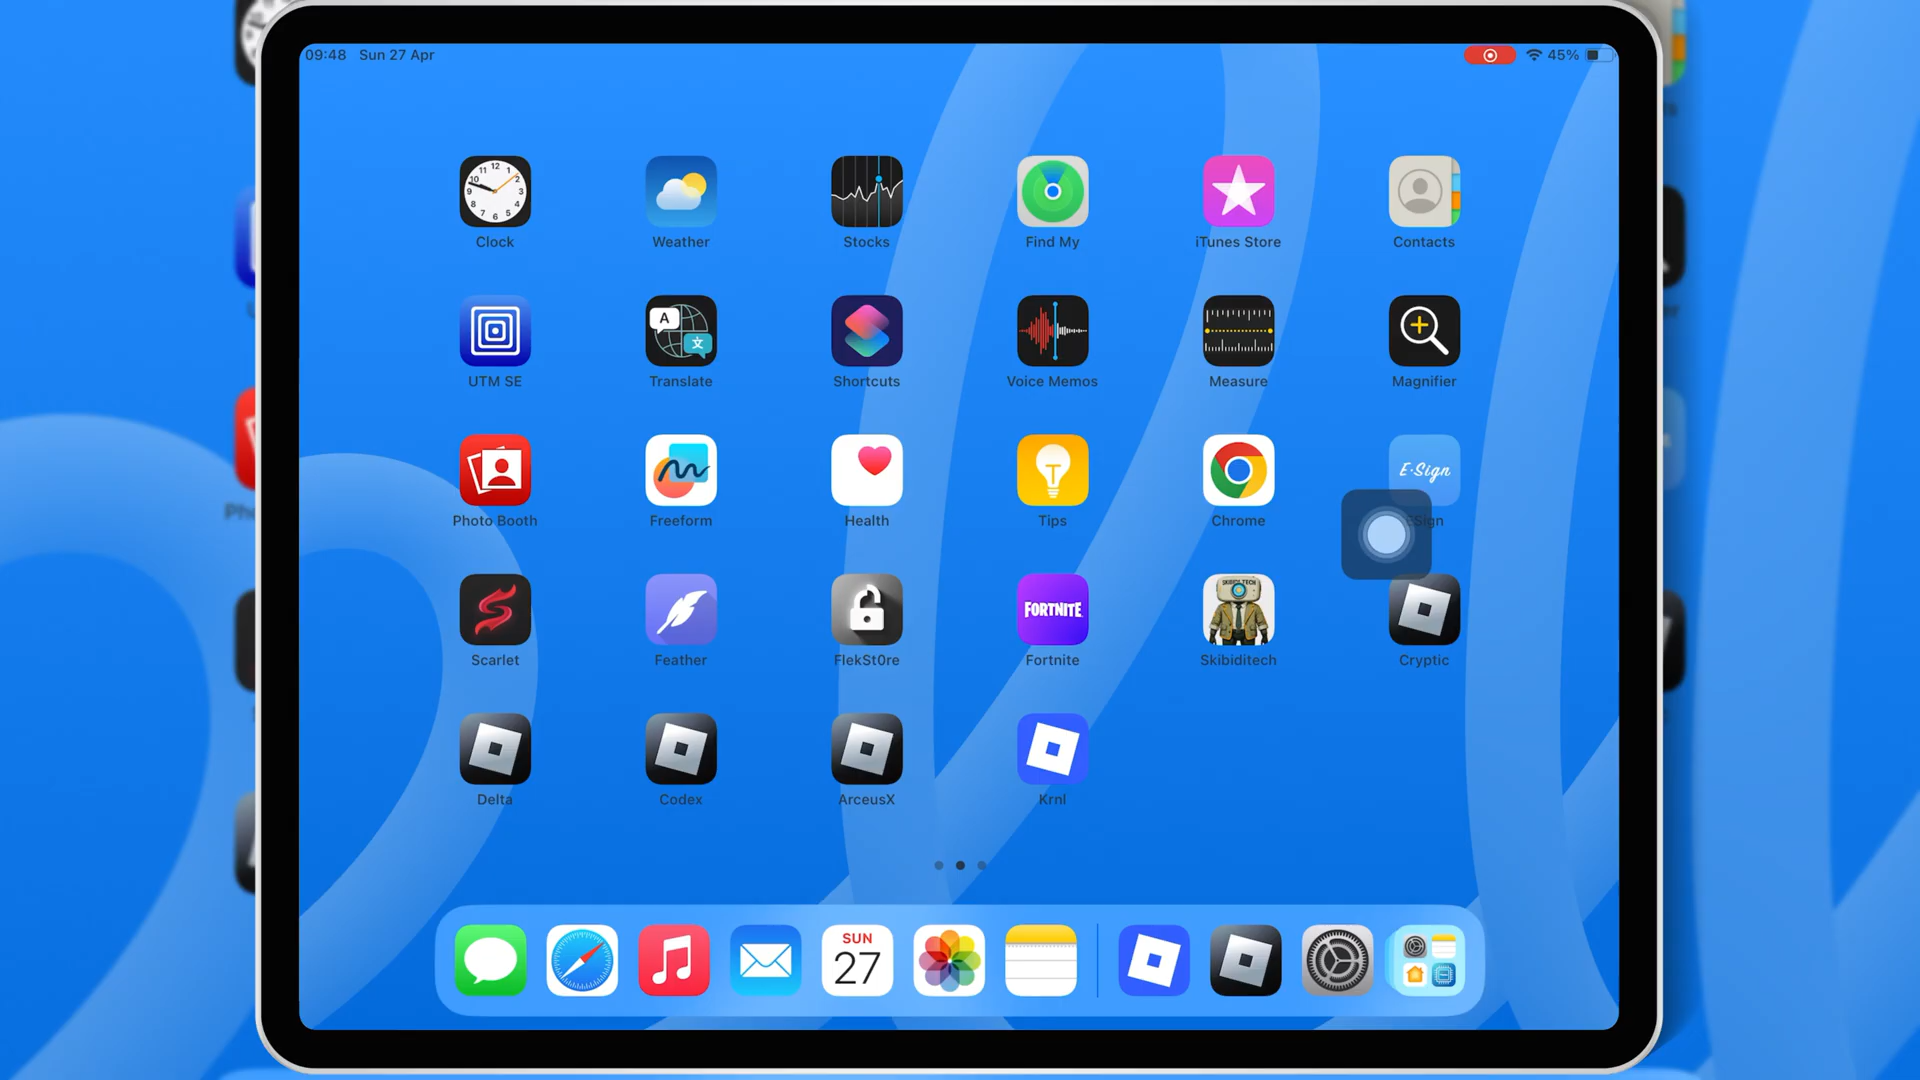 09:48 Sun 27 Apr 45%
Clock Weather Stocks Find My iTunes Store Contacts
UTM SE Translate Shortcuts Voice Memos Measure Magnifier
E·Sign
Photo Booth Freeform Health Tips Chrome
SKIBIDI TECH
FORTNITE
Scarlet Feather FlekSt0re Fortnite Skibiditech Cryptic
Delta Codex ArceusX Krnl
SUN
27